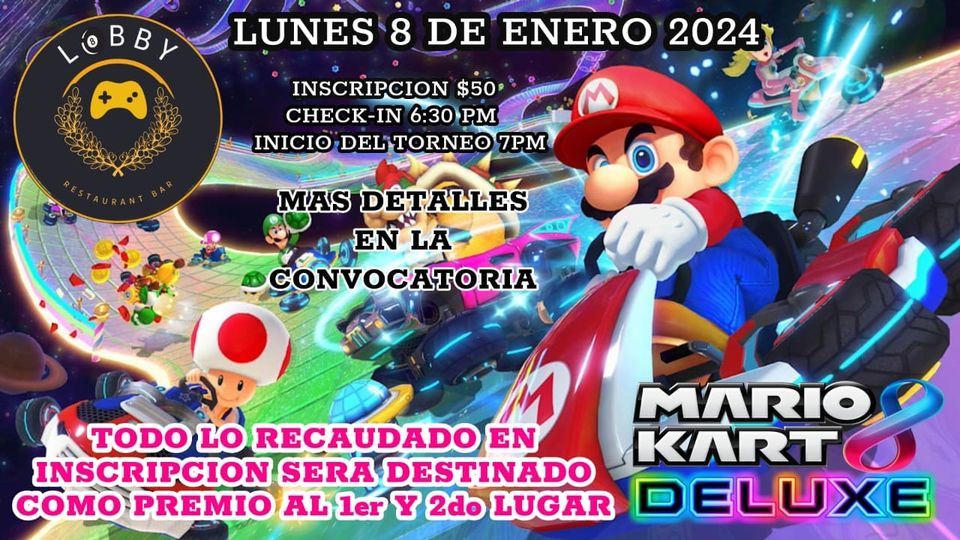 LOBBY
8
RESTAURANT BAR
LUNES 8 DE ENERO 2024
INSCRIPCION $50
CHECK-IN 6:30 PM
INICIO DEL TORNEO 7PM
MAS DETALLES
EN LA
CONVOCATORIA
M
M
TODO LO RECAUDADO EN
INSCRIPCION SERA DESTINADO
COMO PREMIO AL 1er Y 2do LUGAR
MARIO
KART 8
DELUXE